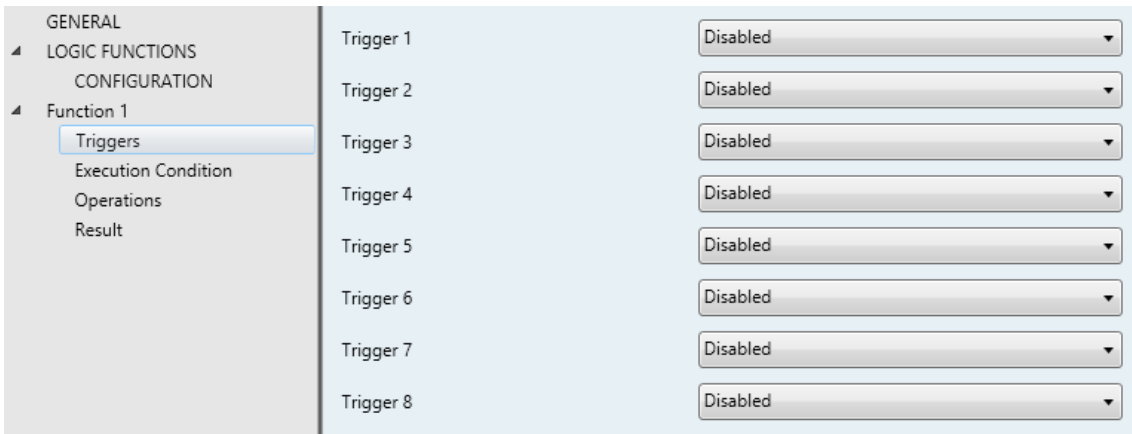 GENERAL
LOGIC FUNCTIONS
CONFIGURATION
Function 1
Triggers
Execution Condition
Operations
Result
Trigger 1 Disabled
Trigger 2 Disabled
Trigger 3 Disabled
Trigger 4 Disabled
Trigger 5 Disabled
Trigger 6 Disabled
Trigger 7 Disabled
Trigger 8 Disabled